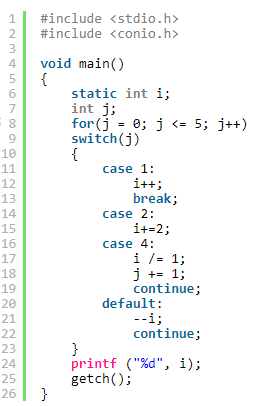 1 #include <stdio.h>
2 #include <conio.h>
3
4 void main()
5 {
6     static int i;
7     int j;
8     for(j = 0; j <= 5; j++)
9     switch(j)
10     {
11         case 1:
12             i++;
13             break;
14         case 2:
15             i+=2;
16         case 4:
17             i /= 1;
18             j += 1;
19             continue;
20         default:
21             --i;
22             continue;
23     }
24     printf ("%d", i);
25     getch();
26 }